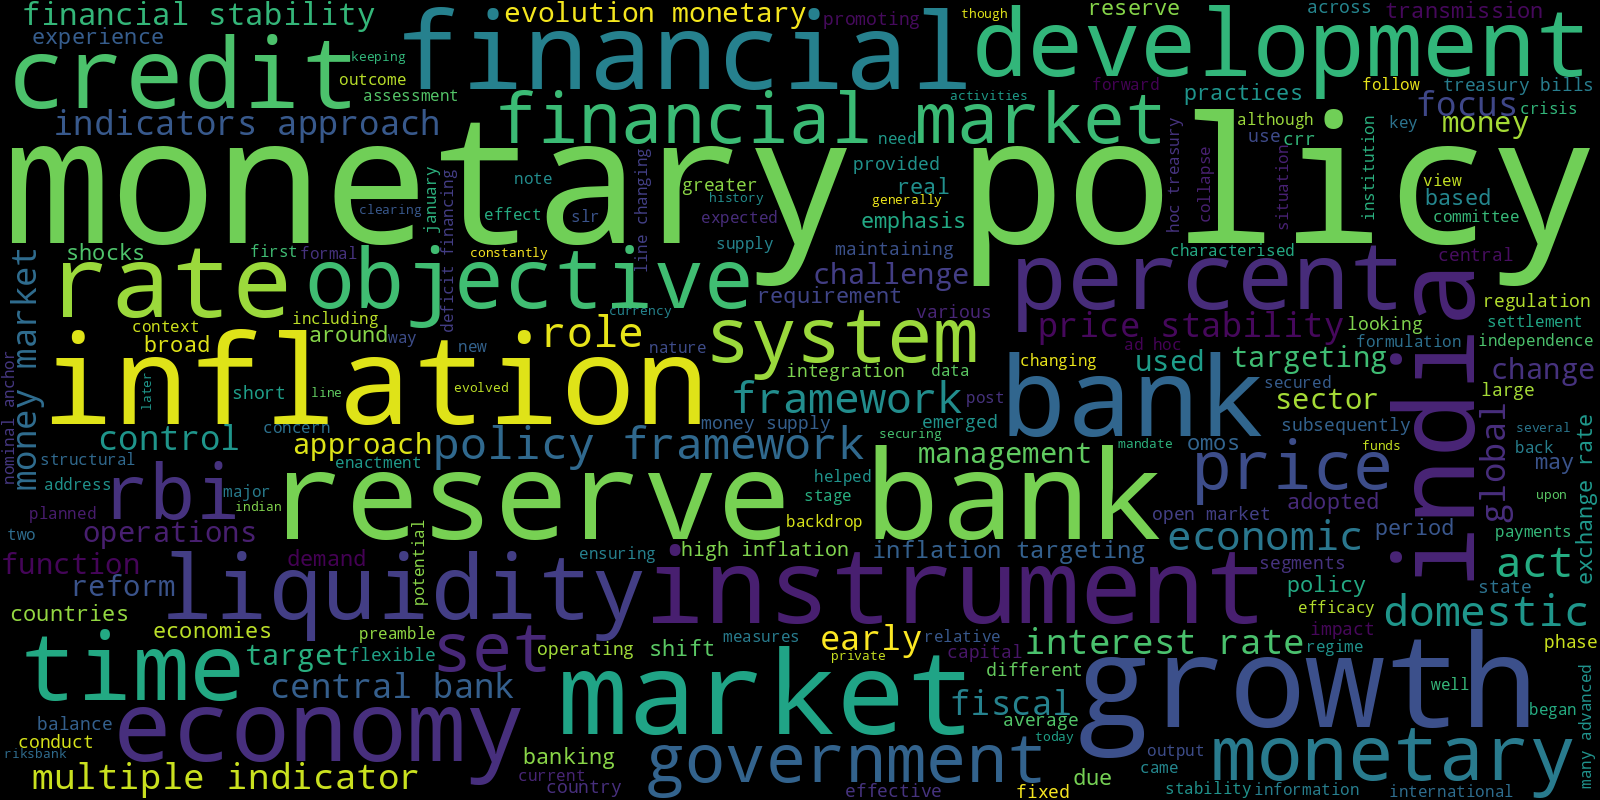 financial stability
evolution monetary
promoting
though
reserve
across
transmission
experience
credit
keeping
financial
development
outcome
assessment
activities
forward
follow
treasury bills
practices
focus
crisis
indicators approach
financial market
need
although
use
crr
key
money
monetary policy
note
line changing
greater
history
provided
real
generally
view
based
institution
clearing
january
deficit financing
effect
slr
expected
emphasis
hoc treasury
collapse
situation
committee
shocks
first
formal
constantly
supply
maintaining
characterised
central
money market
rate
objective
challenge
requirement
percent
india
regulation
including
currency
various
price stability
looking
settlement
context
broad
around
way
new
role
nature
system
ad hoc
formulation
independence
nominal anchor
inflation
integration
data
changing
used
targeting
change
later
short
line
evolved
framework
post
bank
secured
sector
large
control
concern
approach
policy framework
money supply
emerged
securing
mandate
omos
subsequently
funds
global
several
structural
enactment
management
back
address
rbi
major
reserve bank
helped
stage
price
may
exchange rate
planned
indian
backdrop
adopted
upon
two
operations
potential
open market
economic
period
payments
function
demand
ensuring
high inflation
inflation targeting
segments
act
reform
liquidity
instrument
policy
state
countries
efficacy
domestic
economies
preamble
set
measures
early
relative
interest rate
impact
phase
time
target
flexible
operating
shift
private
capital
regime
central bank
market
different
growth
well
many advanced
balance
economy
fiscal
average
began
conduct
today
riksbank
banking
government
output
monetary
multiple indicator
current
country
effective
due
came
fixed
stability
information
international